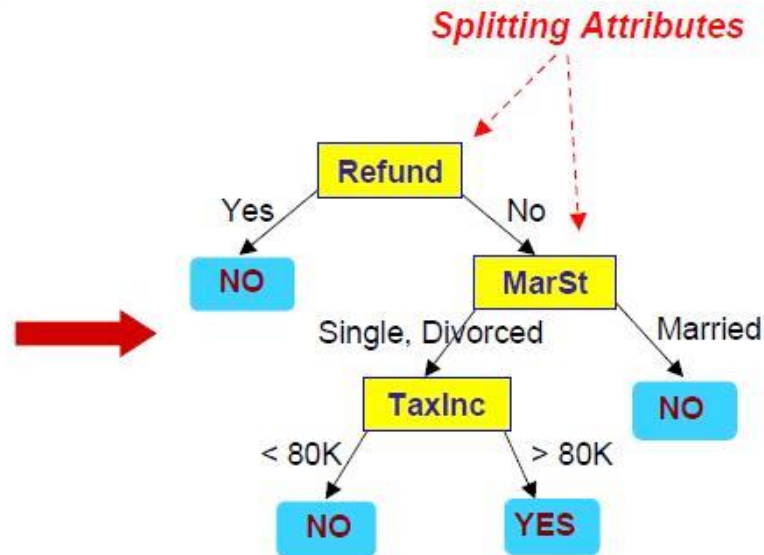 Splitting Attributes
Refund
Yes
No
NO
MarSt
Single, Divorced
Married
TaxInc
NO
< 80K
> 80K
NO
YES